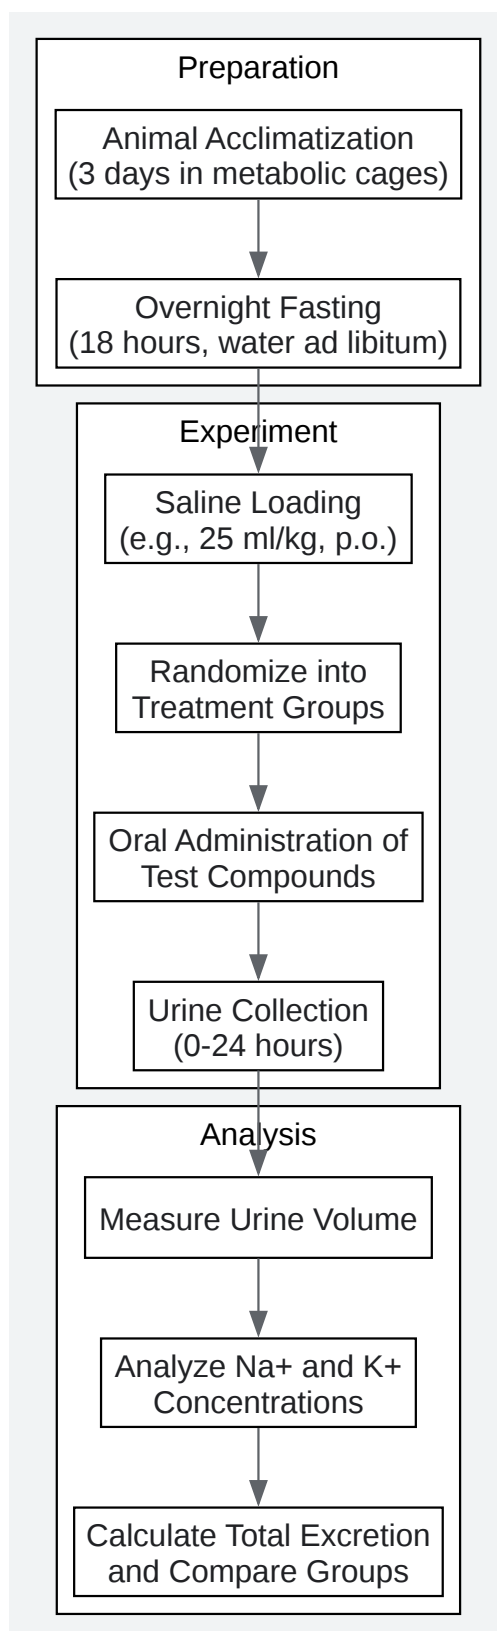 Preparation
Animal Acclimatization
(3 days in metabolic cages)
Overnight Fasting
(18 hours, water ad libitum)
Experiment
Saline Loading
(e.g., 25 ml/kg, p.o.)
Randomize into
Treatment Groups
Oral Administration of
Test Compounds
Urine Collection
(0-24 hours)
Analysis
Measure Urine Volume
Analyze Na+ and K+
Concentrations
Calculate Total Excretion
and Compare Groups